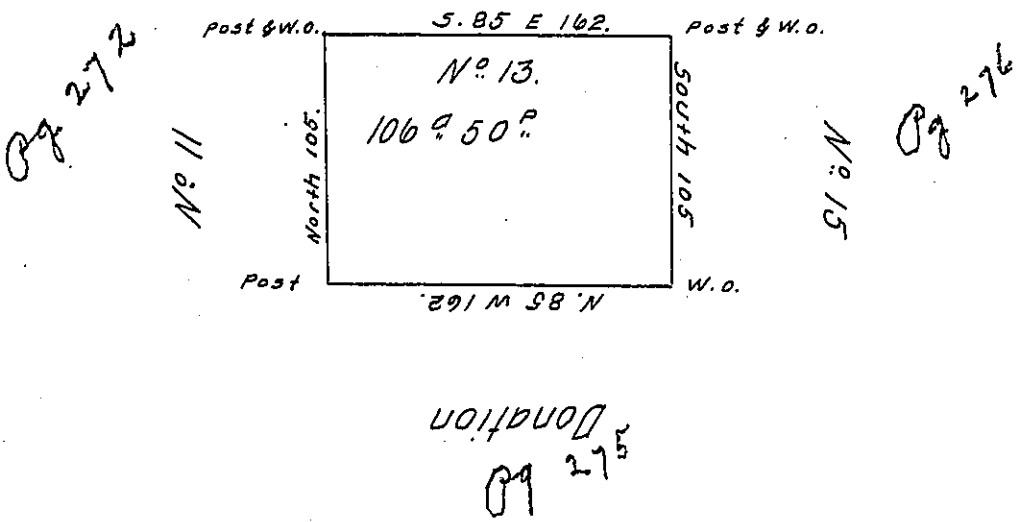 Post & W.O.
S. 85 E 162.
Post & W.O.
Pg 272
Nº 11
North 105.
Nº 13.
106 a 50 p
South 105
Nº 15
Pg 276
Post
N. 85 W 162.
W.O.
Donation
Pg 275